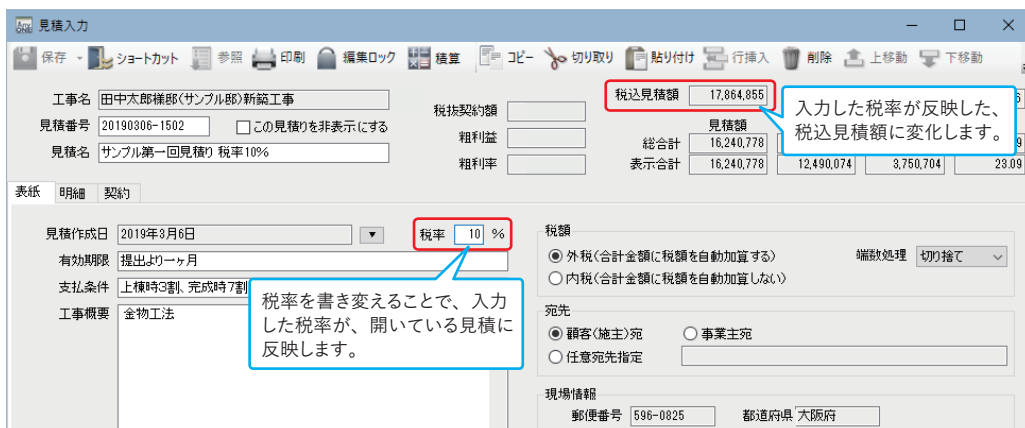 見積入力
保存 ショートカット 参照 印刷 編集ロック 積算 コピー 切り取り 貼り付け 行挿入 削除 上移動 下移動
工事名 田中太郎様邸(サンプル邸)新築工事
見積番号 20190306-1502 この見積りを非表示にする
見積名 サンプル第一回見積り 税率10%
税抜契約額
粗利益
粗利率
税込見積額 17,864,855
見積額
総合計 16,240,778
表示合計 16,240,778 12,490,074 3,750,704 23.09
入力した税率が反映した、
税込見積額に変化します。
表紙 明細 契約
見積作成日 2019年3月6日 税率 10 %
有効期限 提出より一ヶ月
支払条件 上棟時3割、完成時7割
工事概要 金物工法
税率を書き変えることで、入力
した税率が、開いている見積に
反映します。
税額
外税(合計金額に税額を自動加算する) 端数処理 切り捨て
内税(合計金額に税額を自動加算しない)
宛先
顧客(施主)宛 事業主宛
任意宛先指定
現場情報
郵便番号 596-0825 都道府県 大阪府